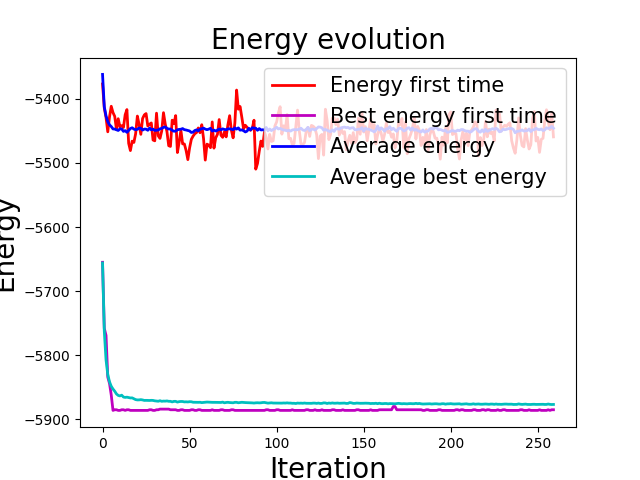 Energy evolution
Energy first time
Best energy first time
Average energy
Average best energy
−5400
−5500
−5600
−5700
−5800
−5900
Energy
0 50 100 150 200 250
Iteration